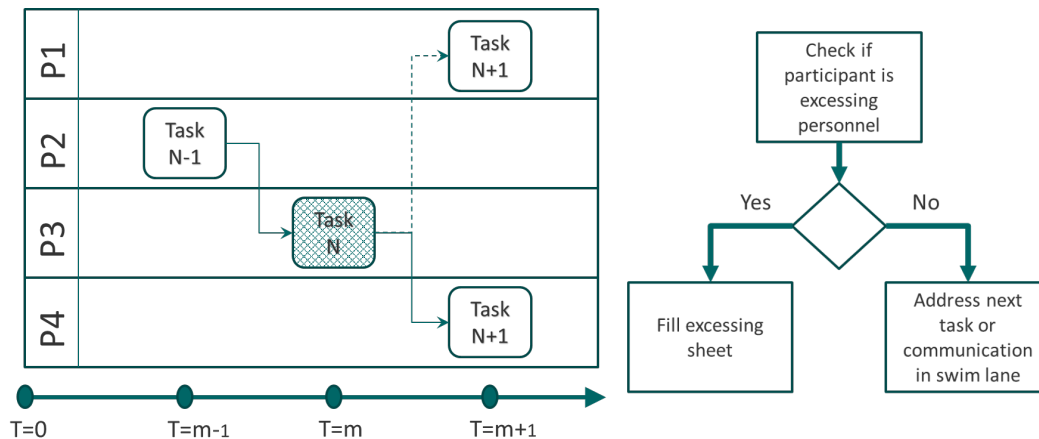 P1
Task
N+1
P2
Task
N-1
P3
Task
N
P4
Task
N+1
T=0
T=m-1
T=m
T=m+1
Check if
participant is
excessing
personnel
Yes
No
Fill excessing
sheet
Address next
task or
communication
in swim lane